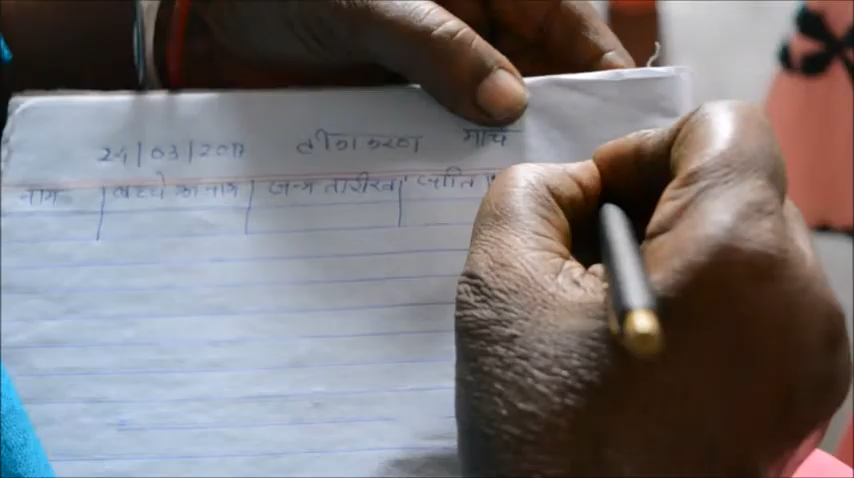 24/03/2017 टीकाकरण मार्च
नाम | बच्चे का नाम | जन्म तारीख | जाति